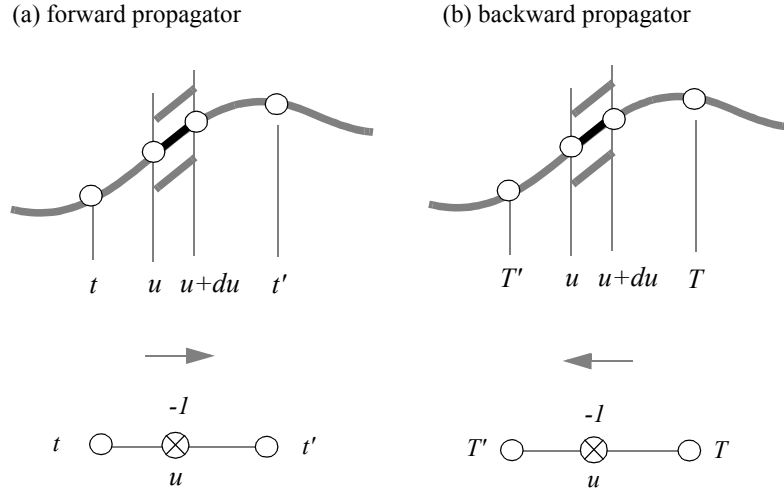 (a) forward propagator
(b) backward propagator
t u u+du t'
T' u u+du T
-1
t t'
u
-1
T' T
u